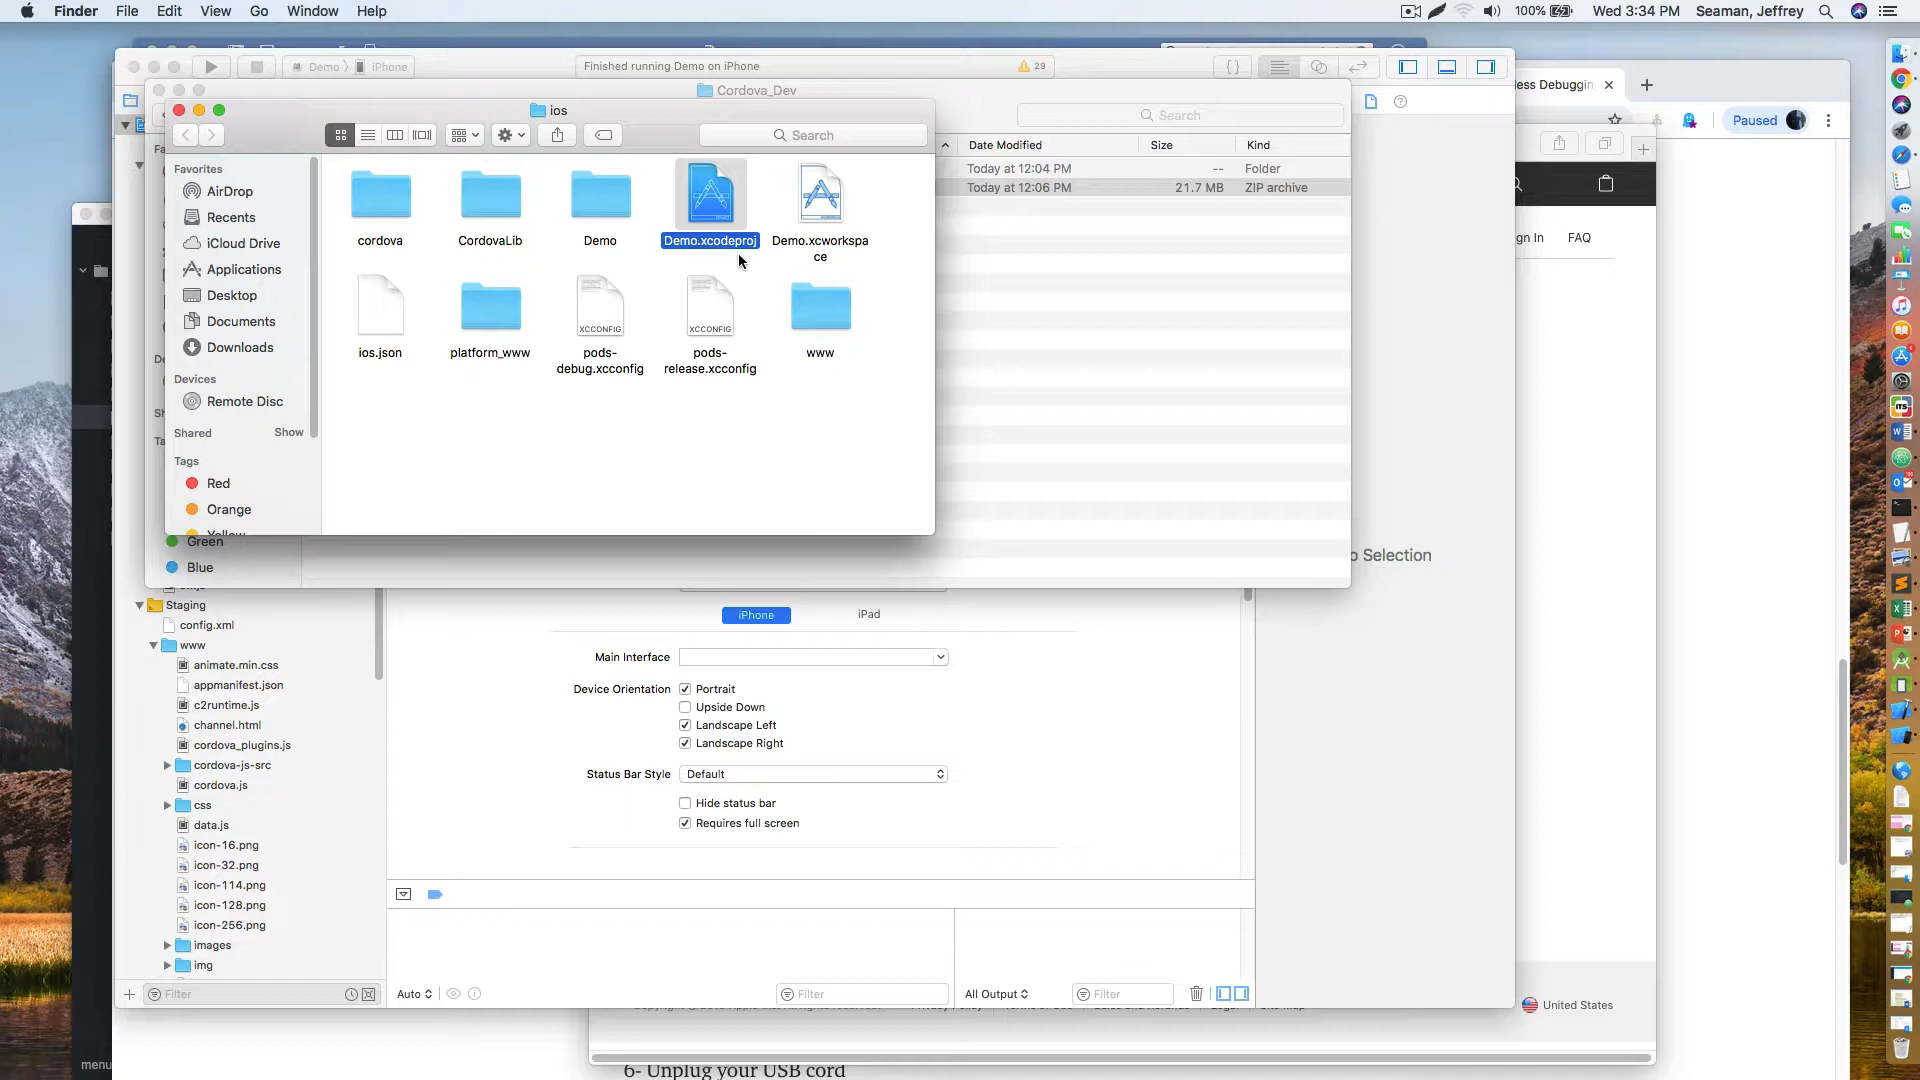 Finder File Edit View Go Window Help
100% Wed 3:34 PM Seaman, Jeffrey
Demo iPhone
Finished running Demo on iPhone
29
less Debuggin
Cordova_Dev
ios
Search
Search
Paused
Date Modified Size Kind
Today at 12:04 PM -- Folder
Today at 12:06 PM 21.7 MB ZIP archive
Favorites
AirDrop
Recents
iCloud Drive
Applications
Desktop
Documents
Downloads
Devices
Remote Disc
Shared Show
Tags
Red
Orange
Yellow
Green
Blue
cordova
CordovaLib
Demo
Demo.xcodeproj
Demo.xcworkspa
ce
ios.json
platform_www
XCCONFIG
pods-
debug.xcconfig
XCCONFIG
pods-
release.xcconfig
www
gn In FAQ
o Selection
Staging
config.xml
www
animate.min.css
appmanifest.json
c2runtime.js
channel.html
cordova_plugins.js
cordova-js-src
cordova.js
css
data.js
icon-16.png
icon-32.png
icon-114.png
icon-128.png
icon-256.png
images
img
Filter
iPhone iPad
Main Interface
Device Orientation Portrait
Upside Down
Landscape Left
Landscape Right
Status Bar Style Default
Hide status bar
Requires full screen
Auto
Filter
All Output
Filter
United States
menu
6- Unplug your USB cord